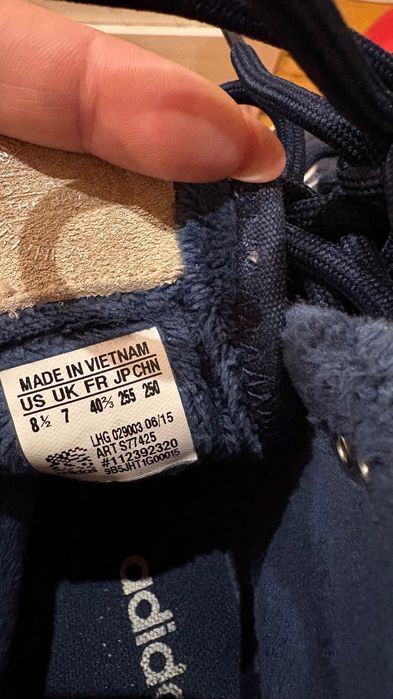 MADE IN VIETNAM
US UK FR JP CHN
8½ 7 40⅔ 255 250
LHG 029003 06/15
ART S77425
#112392320
9B5JHT1G00015
adidas